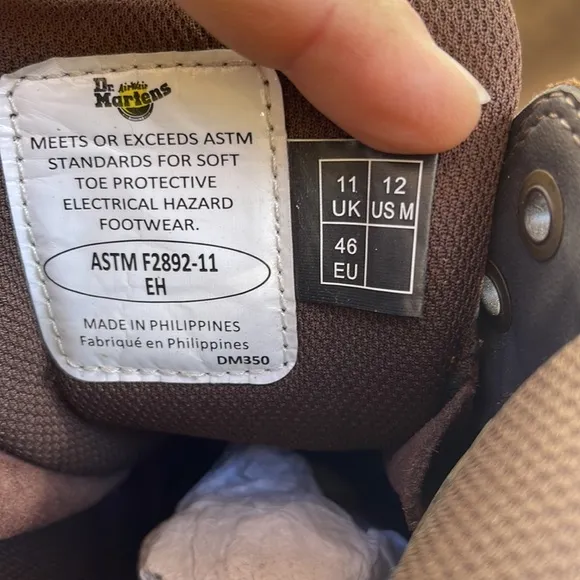 Dr.
AirWair
Martens
MEETS OR EXCEEDS ASTM
STANDARDS FOR SOFT
TOE PROTECTIVE
ELECTRICAL HAZARD
FOOTWEAR.
ASTM F2892-11
EH
MADE IN PHILIPPINES
Fabriqué en Philippines
DM350
11 12
UK US M
46
EU